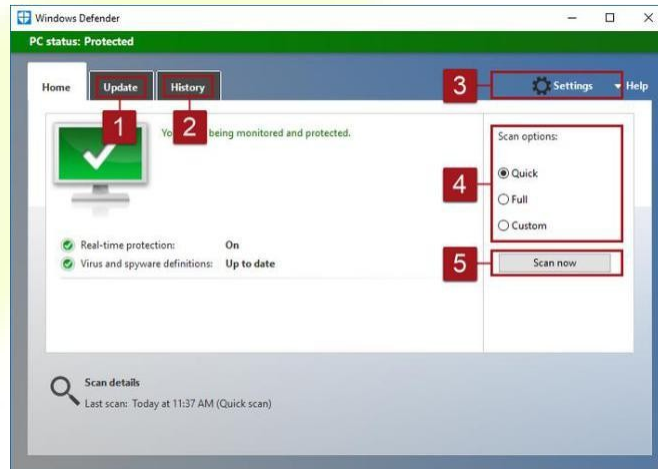 Windows Defender
PC status: Protected
Home
Update
History
3
Settings
Help
1
2
Yo
being monitored and protected.
Scan options:
4
Quick
Full
Custom
Real-time protection: On
Virus and spyware definitions: Up to date
5
Scan now
Scan details
Last scan: Today at 11:37 AM (Quick scan)